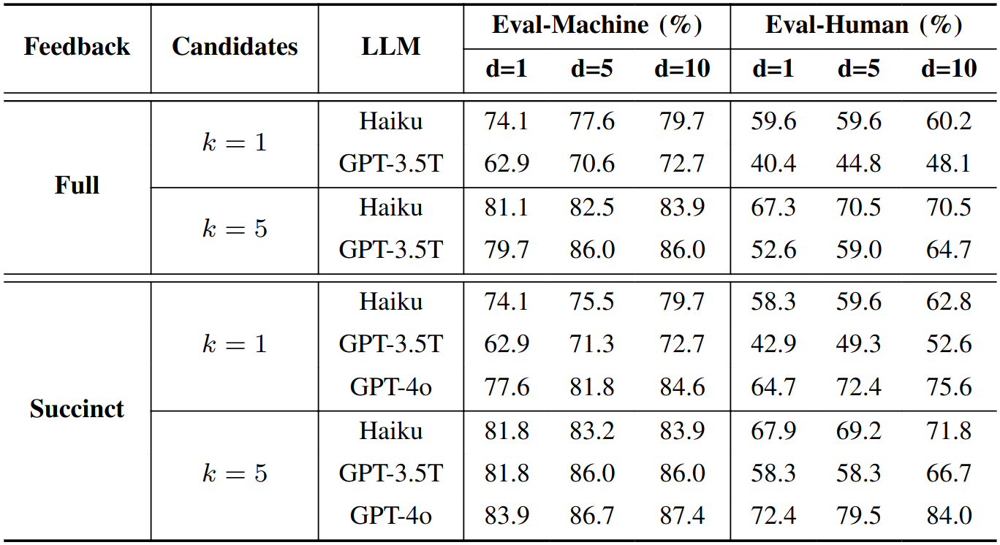 Feedback Candidates LLM Eval-Machine (%) Eval-Human (%)
d=1 d=5 d=10 d=1 d=5 d=10
Full k = 1 Haiku 74.1 77.6 79.7 59.6 59.6 60.2
GPT-3.5T 62.9 70.6 72.7 40.4 44.8 48.1
k = 5 Haiku 81.1 82.5 83.9 67.3 70.5 70.5
GPT-3.5T 79.7 86.0 86.0 52.6 59.0 64.7
Succinct k = 1 Haiku 74.1 75.5 79.7 58.3 59.6 62.8
GPT-3.5T 62.9 71.3 72.7 42.9 49.3 52.6
GPT-4o 77.6 81.8 84.6 64.7 72.4 75.6
k = 5 Haiku 81.8 83.2 83.9 67.9 69.2 71.8
GPT-3.5T 81.8 86.0 86.0 58.3 58.3 66.7
GPT-4o 83.9 86.7 87.4 72.4 79.5 84.0